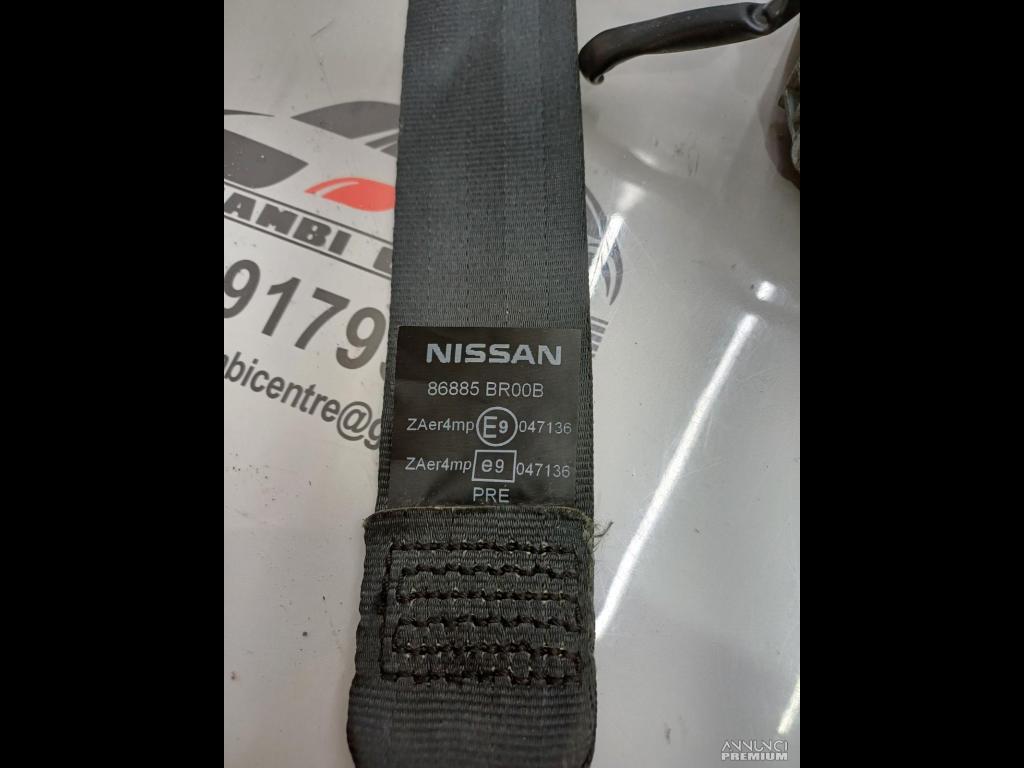 NISSAN
86885 BR00B
ZAer4mp E9 047136
ZAer4mp e9 047136
PRE
AMBI
9179
bicentre@g
ANNUNCI
PREMIUM